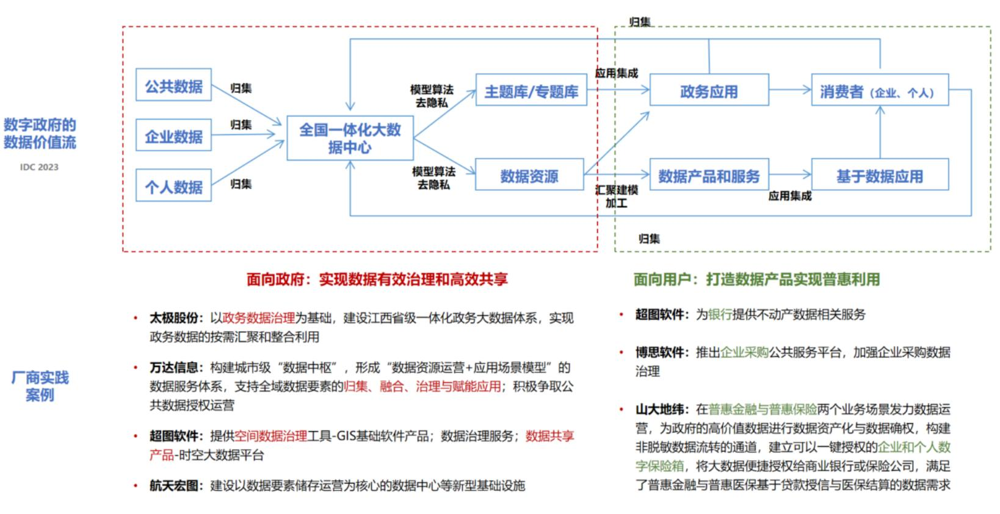 归集
数字政府的
数据价值流
IDC 2023
公共数据
企业数据
个人数据
归集
归集
归集
全国一体化大数
据中心
模型算法
去隐私
模型算法
去隐私
主题库/专题库
数据资源
应用集成
汇聚建模
加工
政务应用
数据产品和服务
应用集成
消费者（企业、个人）
基于数据应用
归集
面向政府：实现数据有效治理和高效共享
面向用户：打造数据产品实现普惠利用
厂商实践
案例
• 太极股份：以政务数据治理为基础，建设江西省级一体化政务大数据体系，实现
政务数据的按需汇聚和整合利用
• 万达信息：构建城市级“数据中枢”，形成“数据资源运营+应用场景模型”的
数据服务体系，支持全域数据要素的归集、融合、治理与赋能应用；积极争取公
共数据授权运营
• 超图软件：提供空间数据治理工具-GIS基础软件产品；数据治理服务；数据共享
产品-时空大数据平台
• 航天宏图：建设以数据要素储存运营为核心的数据中心等新型基础设施
• 超图软件：为银行提供不动产数据相关服务
• 博思软件：推出企业采购公共服务平台，加强企业采购数据
治理
• 山大地纬：在普惠金融与普惠保险两个业务场景发力数据运
营，为政府的高价值数据进行数据资产化与数据确权，构建
非脱敏数据流转的通道，建立可以一键授权的企业和个人数
字保险箱，将大数据便捷授权给商业银行或保险公司，满足
了普惠金融与普惠医保基于贷款授信与医保结算的数据需求